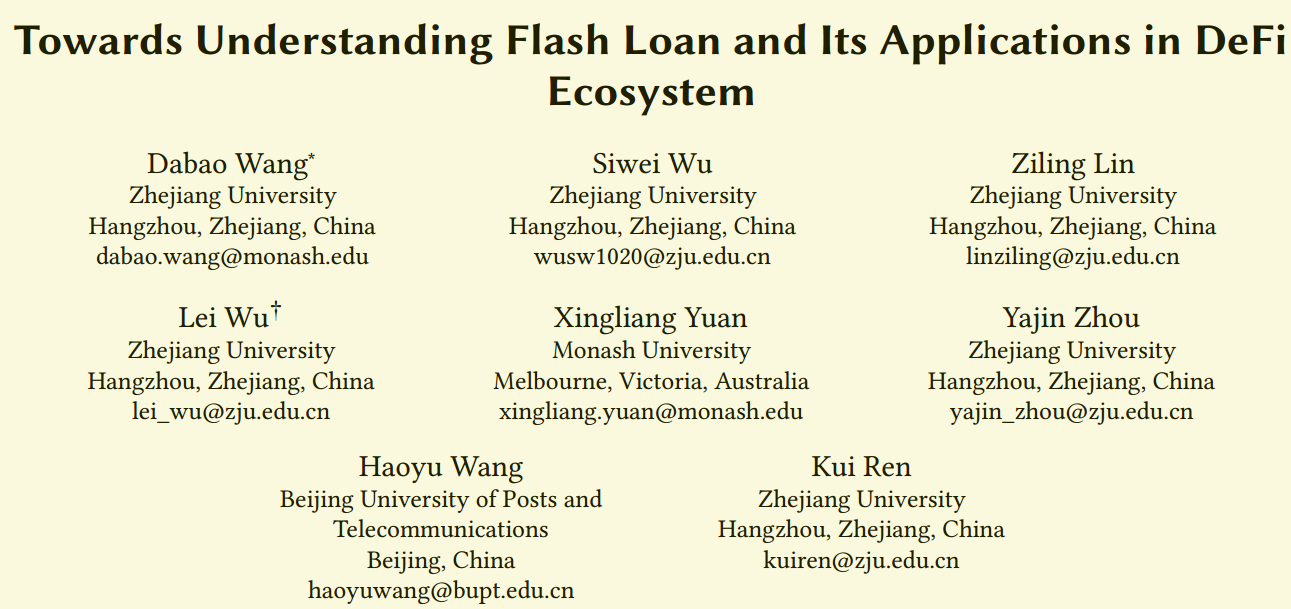 Towards Understanding Flash Loan and Its Applications in DeFi
Ecosystem
Dabao Wang*
Zhejiang University
Hangzhou, Zhejiang, China
dabao.wang@monash.edu
Siwei Wu
Zhejiang University
Hangzhou, Zhejiang, China
wusw1020@zju.edu.cn
Ziling Lin
Zhejiang University
Hangzhou, Zhejiang, China
linziling@zju.edu.cn
Lei Wu†
Zhejiang University
Hangzhou, Zhejiang, China
lei_wu@zju.edu.cn
Xingliang Yuan
Monash University
Melbourne, Victoria, Australia
xingliang.yuan@monash.edu
Yajin Zhou
Zhejiang University
Hangzhou, Zhejiang, China
yajin_zhou@zju.edu.cn
Haoyu Wang
Beijing University of Posts and
Telecommunications
Beijing, China
haoyuwang@bupt.edu.cn
Kui Ren
Zhejiang University
Hangzhou, Zhejiang, China
kuiren@zju.edu.cn